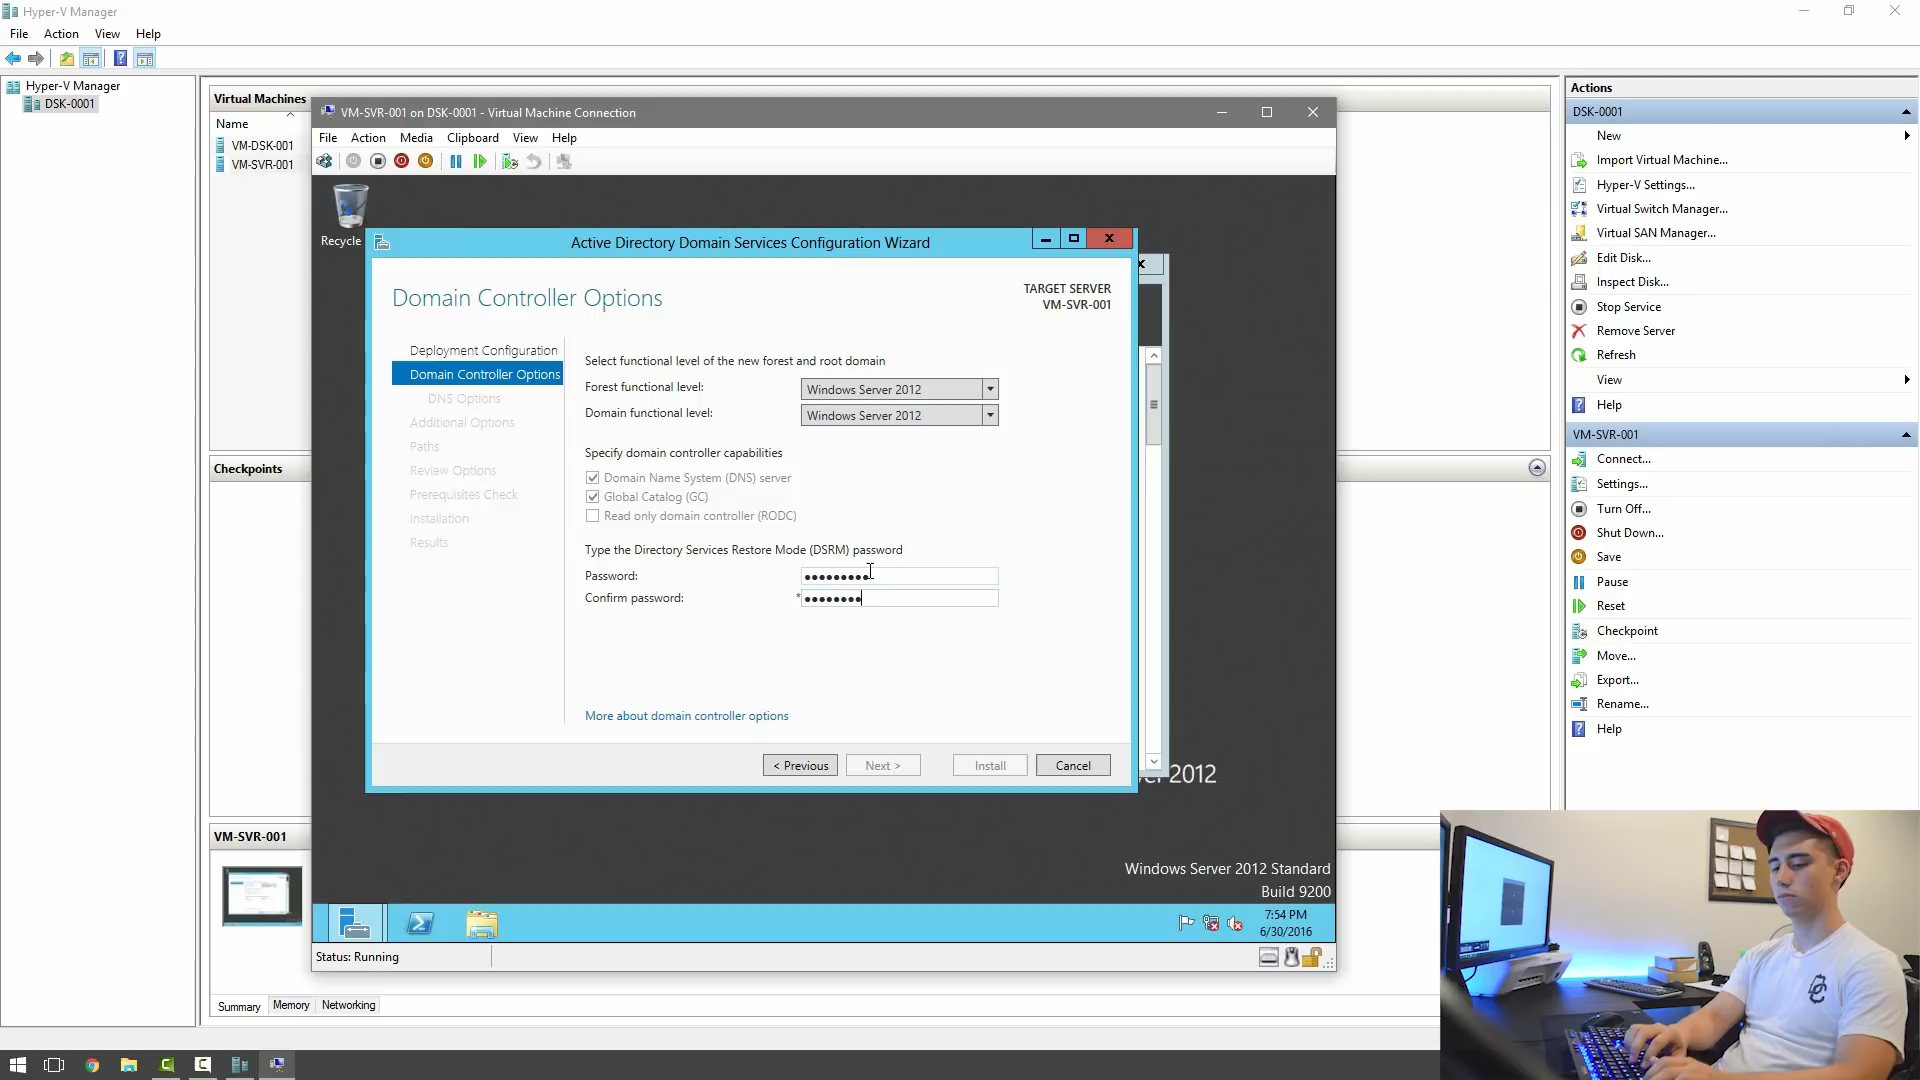 Hyper-V Manager
File Action View Help
Hyper-V Manager
DSK-0001
Virtual Machines
Name
VM-DSK-001
VM-SVR-001
Checkpoints
VM-SVR-001
Summary Memory Networking
VM-SVR-001 on DSK-0001 - Virtual Machine Connection
File Action Media Clipboard View Help
Recycle
Active Directory Domain Services Configuration Wizard
Domain Controller Options
TARGET SERVER
VM-SVR-001
Deployment Configuration
Domain Controller Options
DNS Options
Additional Options
Paths
Review Options
Prerequisites Check
Installation
Results
Select functional level of the new forest and root domain
Forest functional level: Windows Server 2012
Domain functional level: Windows Server 2012
Specify domain controller capabilities
Domain Name System (DNS) server
Global Catalog (GC)
Read only domain controller (RODC)
Type the Directory Services Restore Mode (DSRM) password
Password: •••••••••
Confirm password: * ••••••••
More about domain controller options
< Previous Next > Install Cancel
2012
Windows Server 2012 Standard
Build 9200
7:54 PM
6/30/2016
Status: Running
Actions
DSK-0001
New
Import Virtual Machine...
Hyper-V Settings...
Virtual Switch Manager...
Virtual SAN Manager...
Edit Disk...
Inspect Disk...
Stop Service
Remove Server
Refresh
View
Help
VM-SVR-001
Connect...
Settings...
Turn Off...
Shut Down...
Save
Pause
Reset
Checkpoint
Move...
Export...
Rename...
Help